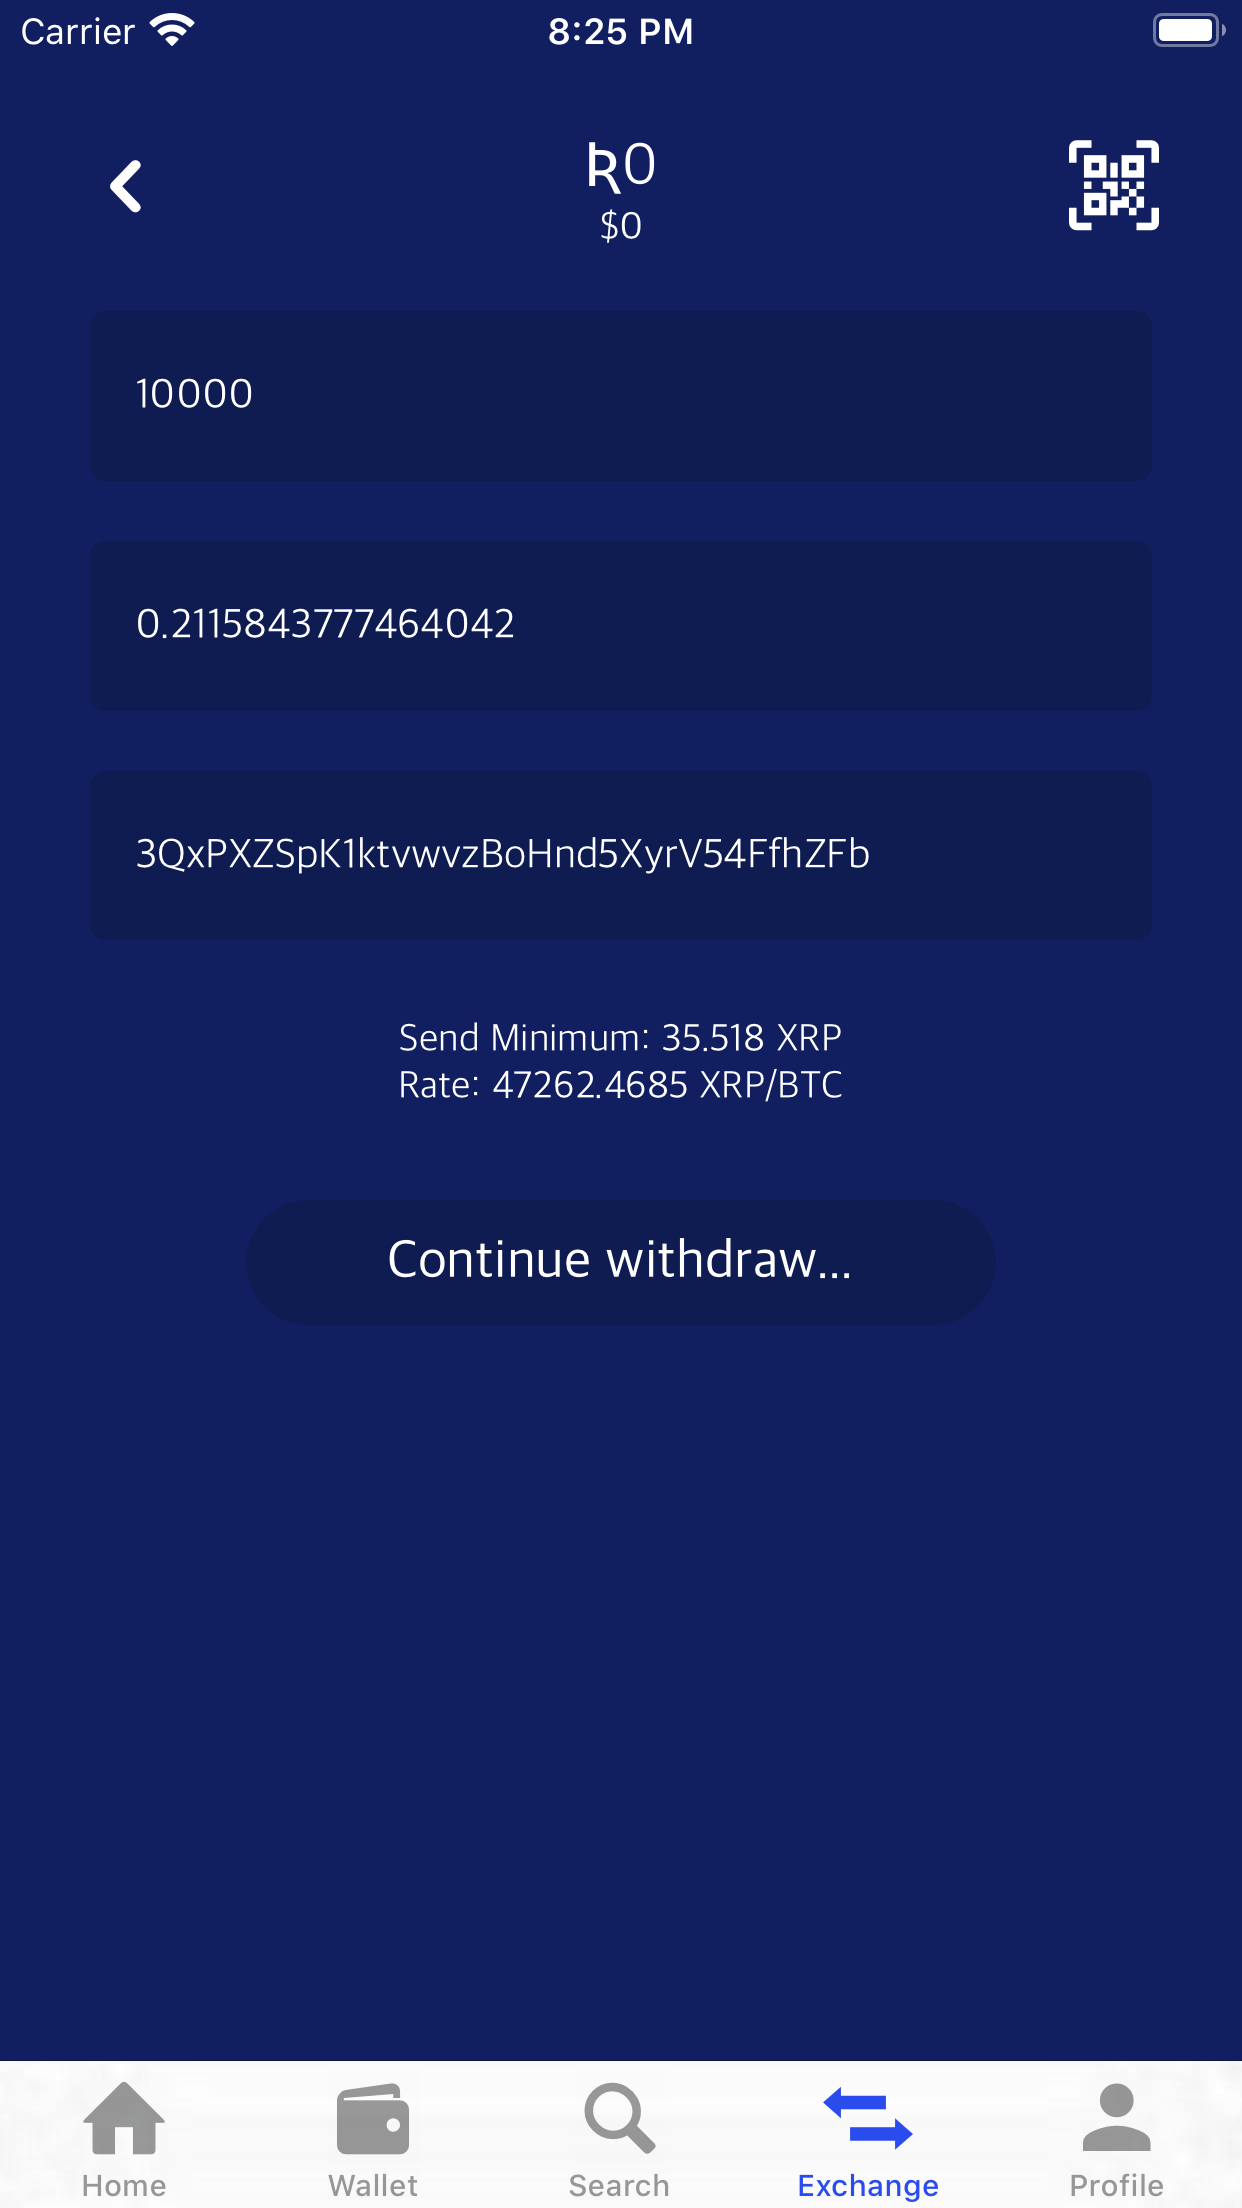 Carrier 8:25 PM
Ʀ0
$0
10000
0.2115843777464042
3QxPXZSpK1ktvwvzBoHnd5XyrV54FfhZFb
Send Minimum: 35.518 XRP
Rate: 47262.4685 XRP/BTC
Continue withdraw...
Home Wallet Search Exchange Profile